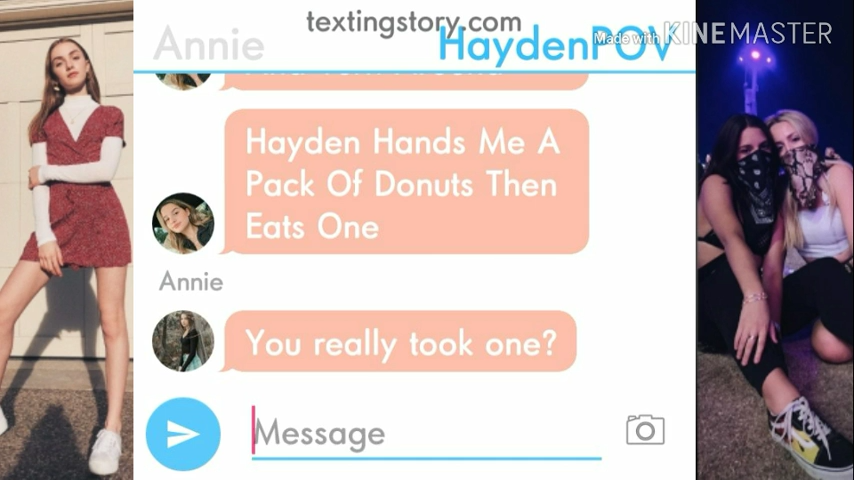 textingstory.com
Annie
HaydenPOV
Made with KINEMASTER
Hayden Hands Me A
Pack Of Donuts Then
Eats One
Annie
You really took one?
Message